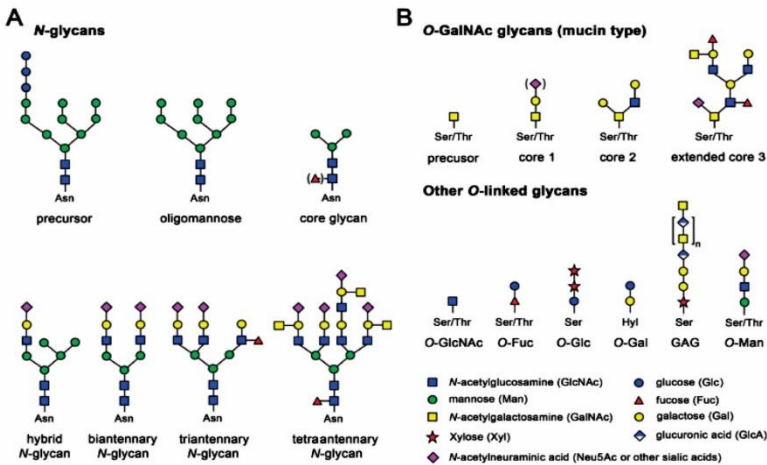 A
N-glycans
Asn
precursor
Asn
oligomannose
( )
Asn
core glycan
Asn
hybrid
N-glycan
Asn
biantennary
N-glycan
Asn
triantennary
N-glycan
Asn
tetraantennary
N-glycan
B
O-GalNAc glycans (mucin type)
Ser/Thr
precusor
( )
Ser/Thr
core 1
Ser/Thr
core 2
Ser/Thr
extended core 3
Other O-linked glycans
Ser/Thr
O-GlcNAc
Ser/Thr
O-Fuc
Ser
O-Glc
Hyl
O-Gal
[ ]n
Ser
GAG
Ser/Thr
O-Man
N-acetylglucosamine (GlcNAc)
mannose (Man)
N-acetylgalactosamine (GalNAc)
Xylose (Xyl)
N-acetylneuraminic acid (Neu5Ac or other sialic acids)
glucose (Glc)
fucose (Fuc)
galactose (Gal)
glucuronic acid (GlcA)